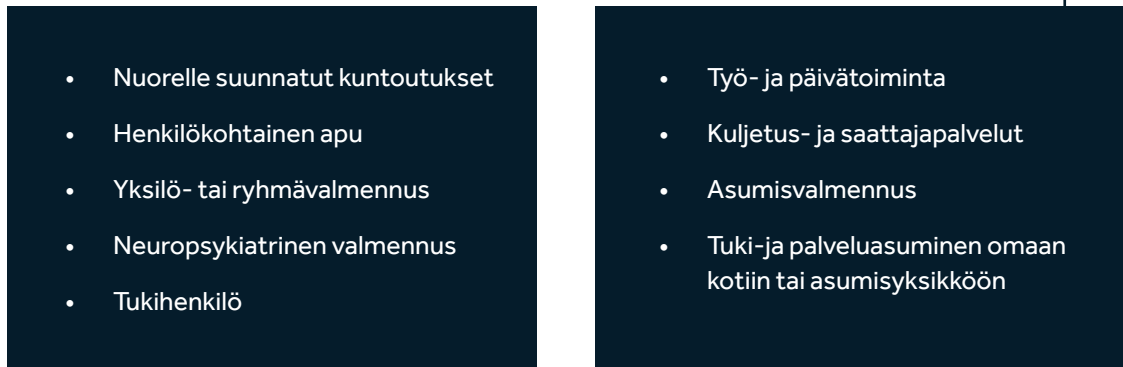 • Nuorelle suunnatut kuntoutukset
• Henkilökohtainen apu
• Yksilö- tai ryhmävalmennus
• Neuropsykiatrinen valmennus
• Tukihenkilö
• Työ- ja päivätoiminta
• Kuljetus- ja saattajapalvelut
• Asumisvalmennus
• Tuki-ja palveluasuminen omaan
kotiin tai asumisyksikköön